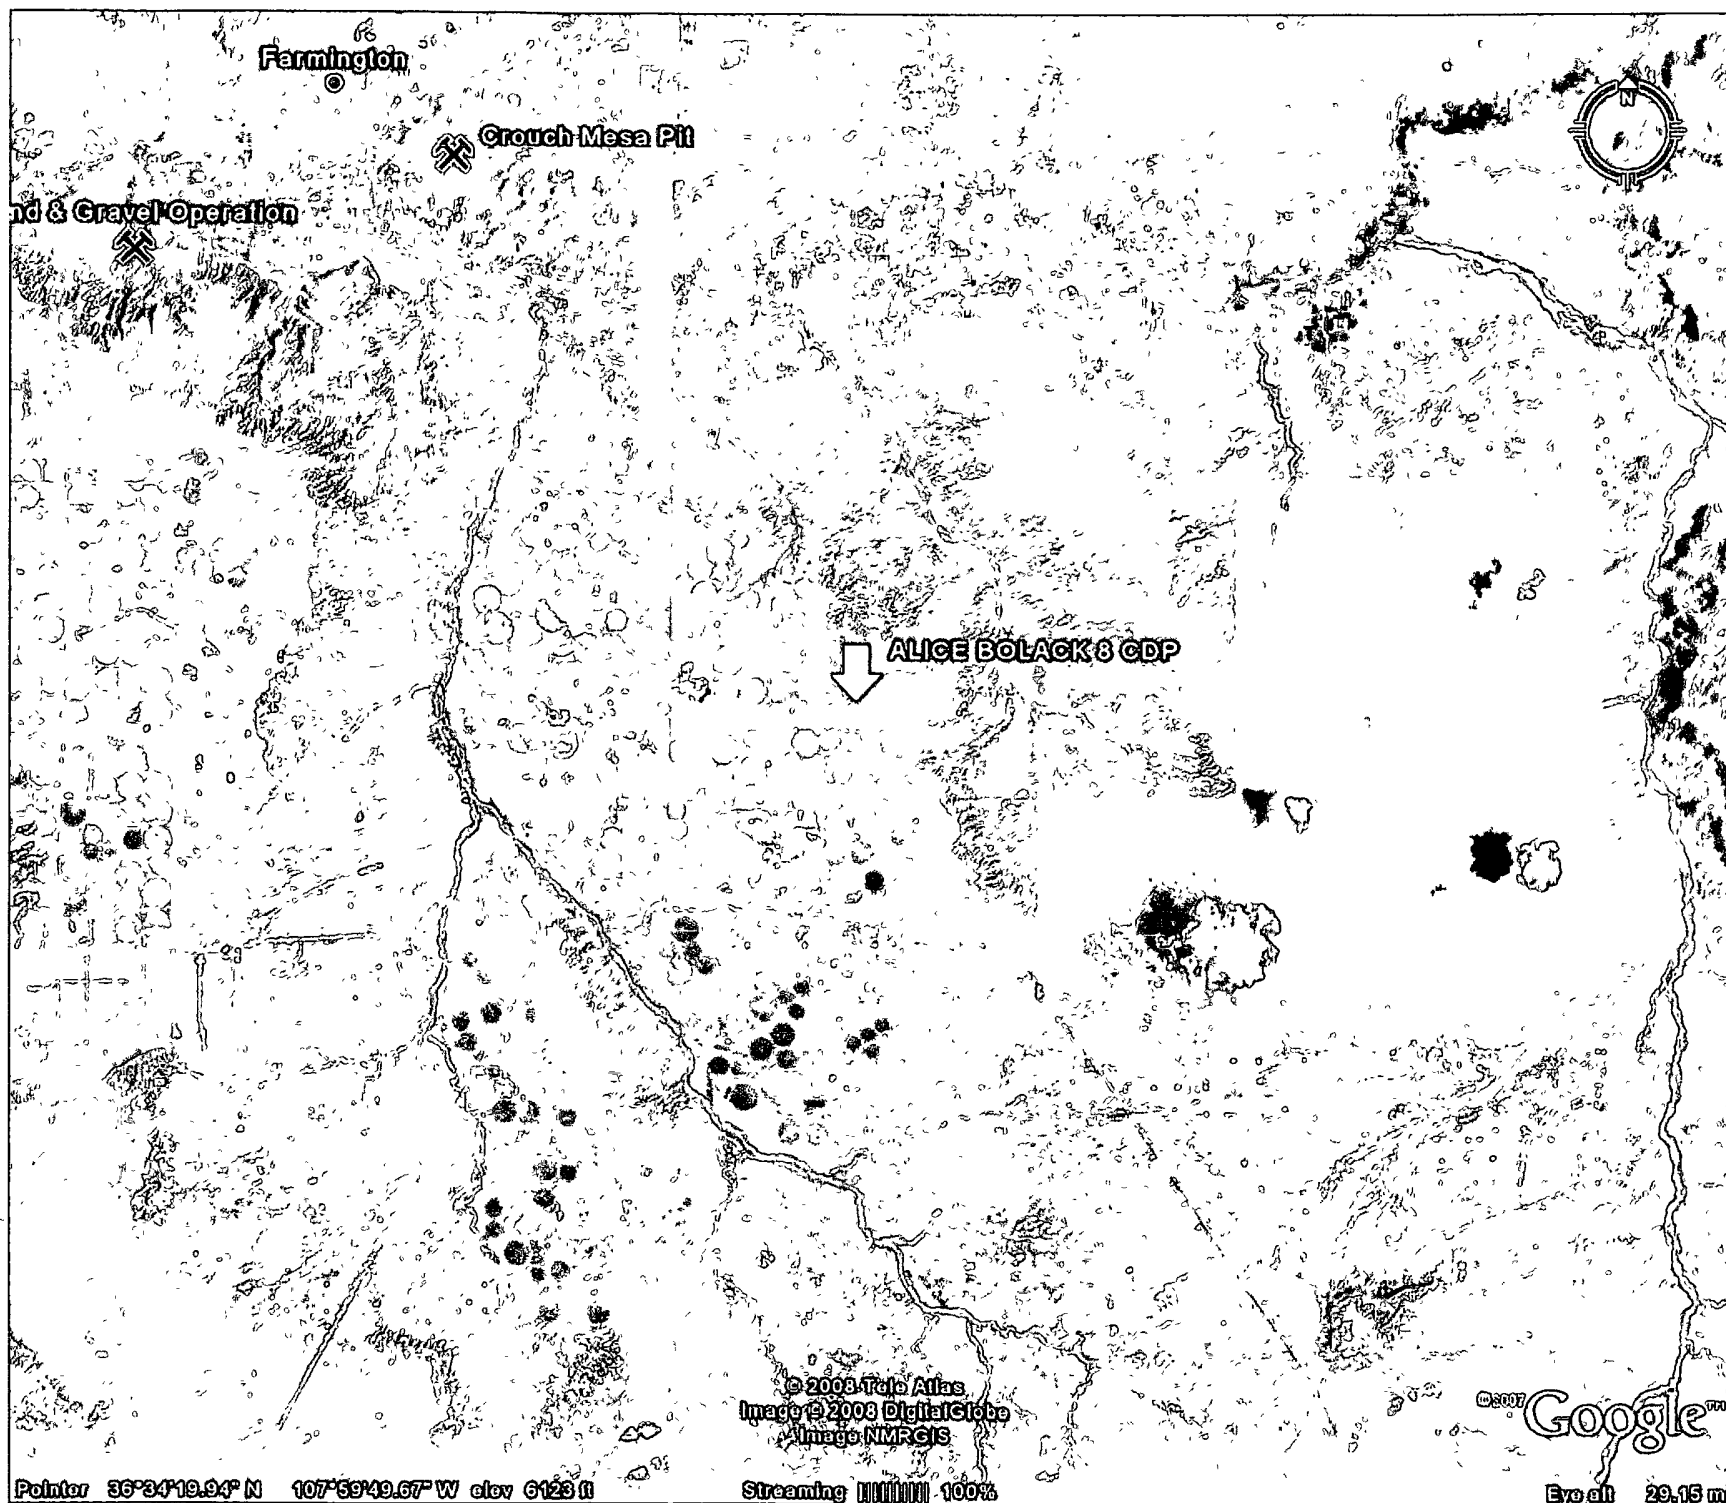 Farmington
Crouch Mesa Pit
nd & Gravel Operation
N
ALICE BOLACK 8 CDP
© 2008 Tele Atlas
Image © 2008 DigitalGlobe
Image NMRGIS
© 2007 Google™
Pointer 36°34'19.94" N 107°59'49.67" W elev 6123 ft Streaming |||||||||| 100% Eye alt 29.15 m